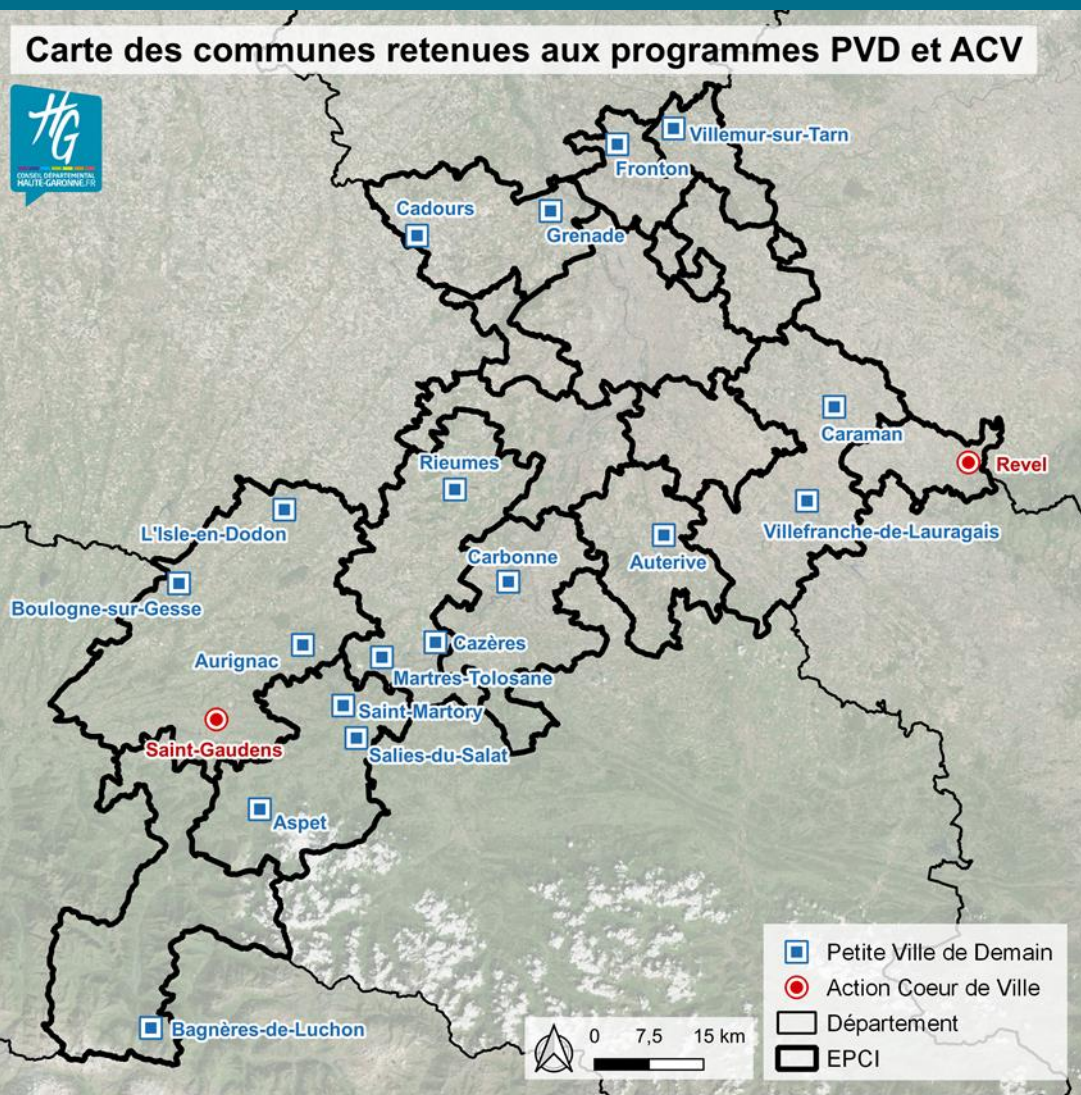 Carte des communes retenues aux programmes PVD et ACV
HG
CONSEIL DÉPARTEMENTAL
HAUTE-GARONNE.FR
Villemur-sur-Tarn
Fronton
Cadours
Grenade
Caraman
Revel
Rieumes
L'Isle-en-Dodon
Villefranche-de-Lauragais
Carbonne
Auterive
Boulogne-sur-Gesse
Cazères
Aurignac
Martres-Tolosane
Saint-Martory
Saint-Gaudens
Salies-du-Salat
Aspet
Bagnères-de-Luchon
Petite Ville de Demain
Action Coeur de Ville
Département
EPCI
0 7,5 15 km